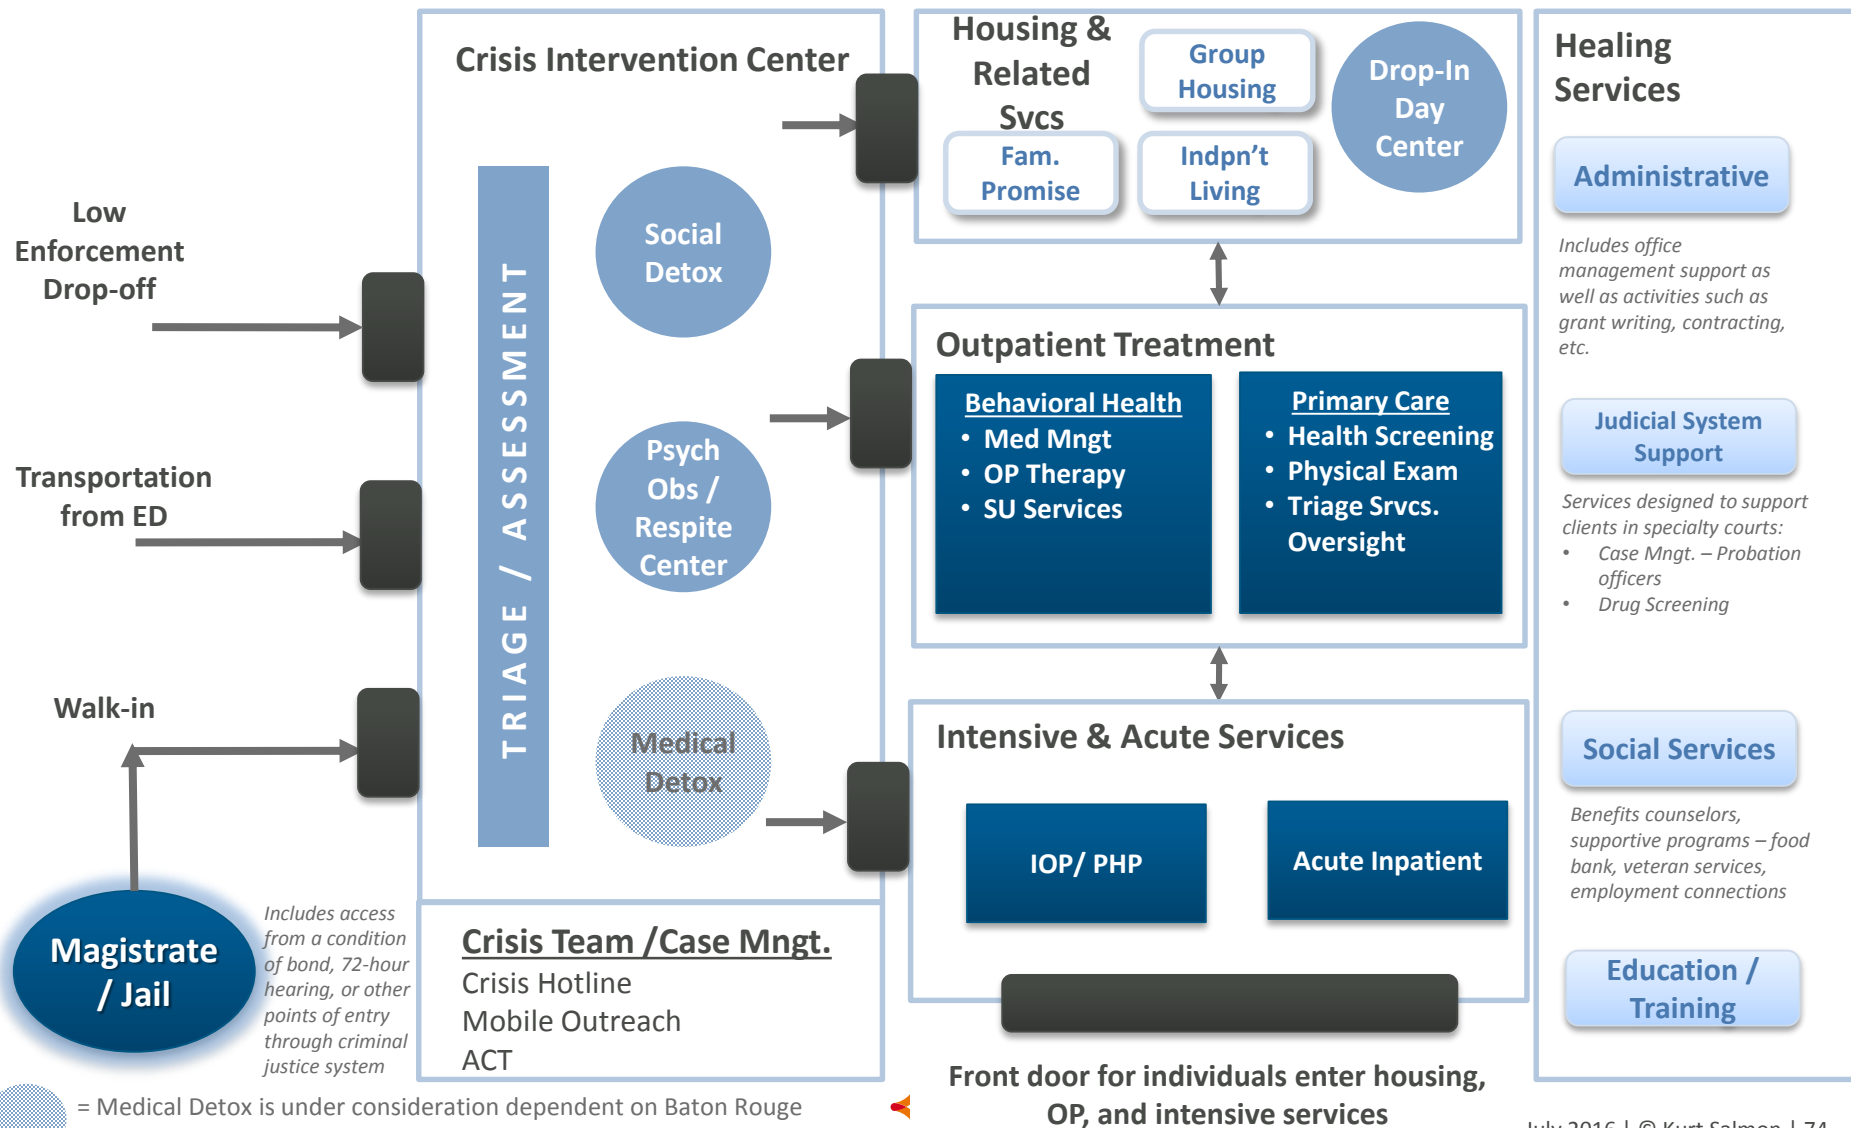 Crisis Intervention Center
Housing &
Related
Svcs
Group
Housing
Drop-In
Day
Center
Fam.
Promise
Indpn't
Living
Healing
Services
Administrative
Includes office
management support as
well as activities such as
grant writing, contracting,
etc.
Low
Enforcement
Drop-off
TRIAGE / ASSESSMENT
Social
Detox
Outpatient Treatment
Behavioral Health
• Med Mngt
• OP Therapy
• SU Services
Primary Care
• Health Screening
• Physical Exam
• Triage Srvcs.
Oversight
Judicial System
Support
Services designed to support
clients in specialty courts:
• Case Mngt. – Probation
officers
• Drug Screening
Transportation
from ED
Psych
Obs /
Respite
Center
Walk-in
Medical
Detox
Intensive & Acute Services
IOP/ PHP
Acute Inpatient
Social Services
Benefits counselors,
supportive programs – food
bank, veteran services,
employment connections
Magistrate
/ Jail
Includes access
from a condition
of bond, 72-hour
hearing, or other
points of entry
through criminal
justice system
Crisis Team /Case Mngt.
Crisis Hotline
Mobile Outreach
ACT
Education /
Training
Front door for individuals enter housing,
OP, and intensive services
= Medical Detox is under consideration dependent on Baton Rouge
July 2016 | © Kurt Salmon | 74